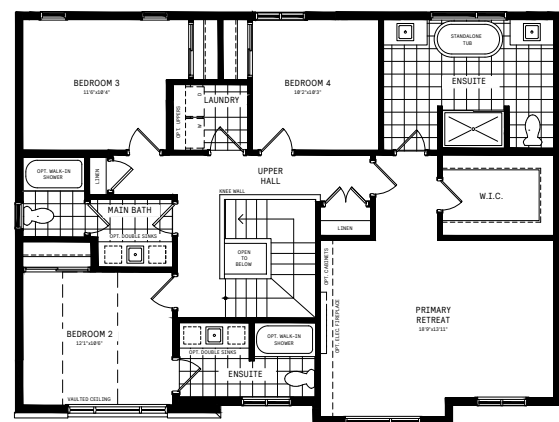 STANDALONE
TUB
BEDROOM 3
11'6"x10'4"
BEDROOM 4
10'2"x10'3"
ENSUITE
LAUNDRY
OPT. UPPERS
D
W
OPT. WALK-IN
SHOWER
LINEN
UPPER
HALL
KNEE WALL
W.I.C.
MAIN BATH
OPT. DOUBLE SINKS
LINEN
OPEN
TO
BELOW
OPT. CABINETS
OPT. ELEC. FIREPLACE
PRIMARY
RETREAT
18'9"x13'11"
BEDROOM 2
12'1"x10'6"
OPT. DOUBLE SINKS
OPT. WALK-IN
SHOWER
ENSUITE
VAULTED CEILING